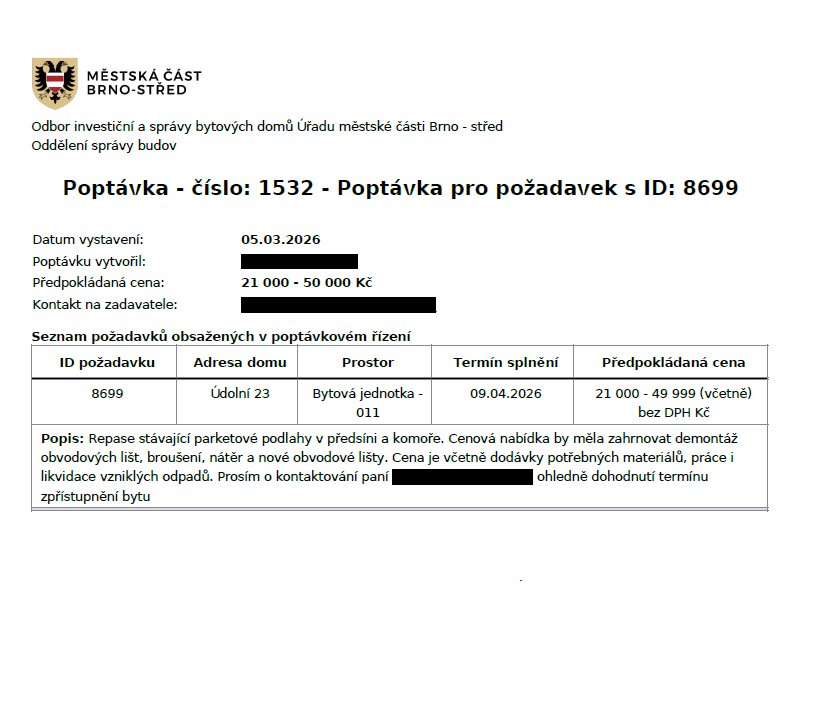 MĚSTSKÁ ČÁST
BRNO-STŘED
Odbor investiční a správy bytových domů Úřadu městské části Brno - střed
Oddělení správy budov
Poptávka - číslo: 1532 - Poptávka pro požadavek s ID: 8699
Datum vystavení: 05.03.2026
Poptávku vytvořil:
Předpokládaná cena: 21 000 - 50 000 Kč
Kontakt na zadavatele:
Seznam požadavků obsažených v poptávkovém řízení
ID požadavku Adresa domu Prostor Termín splnění Předpokládaná cena
8699 Údolní 23 Bytová jednotka - 09.04.2026 21 000 - 49 999 (včetně)
011 bez DPH Kč
Popis: Repase stávající parketové podlahy v předsíni a komoře. Cenová nabídka by měla zahrnovat demontáž
obvodových lišt, broušení, nátěr a nové obvodové lišty. Cena je včetně dodávky potřebných materiálů, práce i
likvidace vzniklých odpadů. Prosím o kontaktování paní ohledně dohodnutí termínu
zpřístupnění bytu